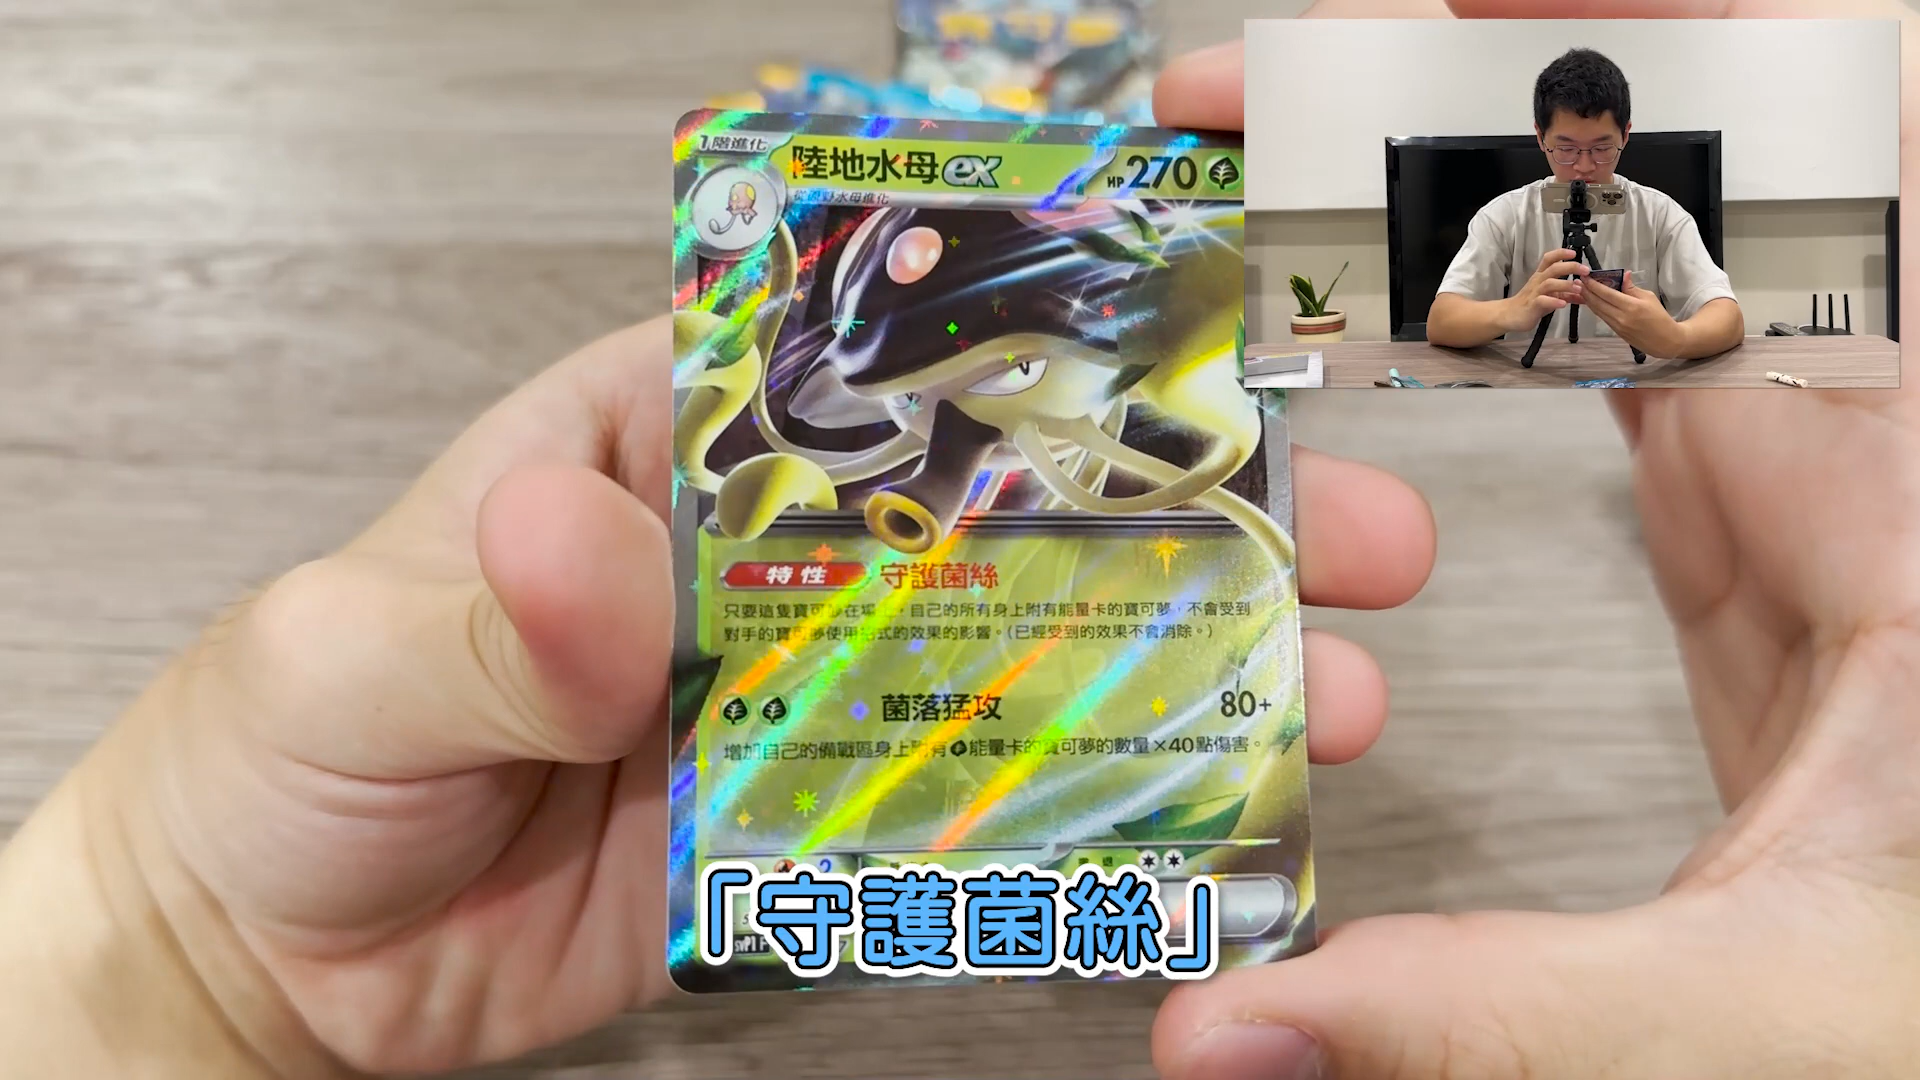 1階進化
陸地水母ex
HP 270
從原野水母進化
特性 守護菌絲
只要這隻寶可夢在場上,自己的所有身上附有能量卡的寶可夢,不會受到
對手的寶可夢使用招式的效果的影響。(已經受到的效果不會消除。)
菌落猛攻 80+
增加自己的備戰區身上附有能量卡的寶可夢的數量×40點傷害。
「守護菌絲」